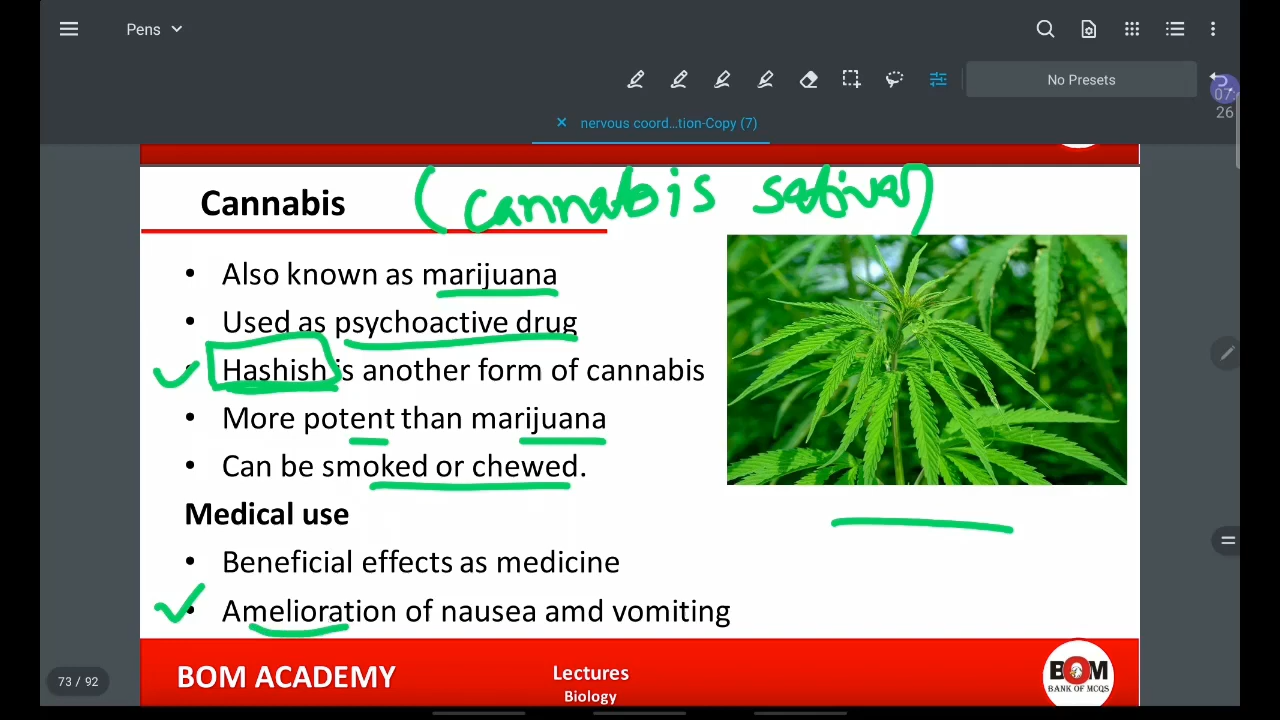 Pens
No Presets
07:
26
nervous coord...tion-Copy (7)
Cannabis (cannabis sativa)
Also known as marijuana
Used as psychoactive drug
Hashish is another form of cannabis
More potent than marijuana
Can be smoked or chewed.
Medical use
Beneficial effects as medicine
Amelioration of nausea amd vomiting
73 / 92
BOM ACADEMY
Lectures
Biology
BOM
BANK OF MCQS